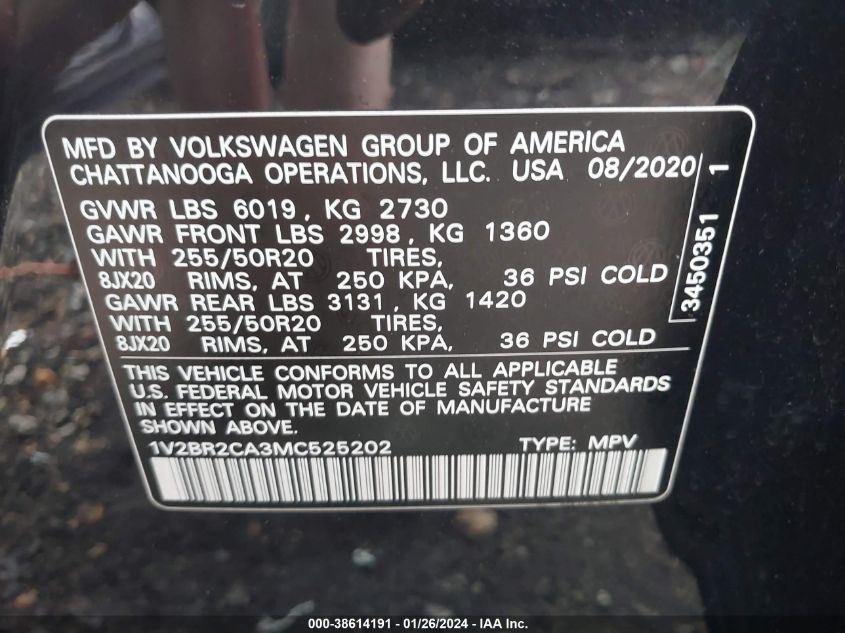 MFD BY VOLKSWAGEN GROUP OF AMERICA
CHATTANOOGA OPERATIONS, LLC. USA 08/2020
GVWR LBS 6019, KG 2730
GAWR FRONT LBS 2998, KG 1360
WITH 255/50R20 TIRES,
8JX20 RIMS, AT 250 KPA, 36 PSI COLD
GAWR REAR LBS 3131, KG 1420
WITH 255/50R20 TIRES,
8JX20 RIMS, AT 250 KPA, 36 PSI COLD
3450351 1
THIS VEHICLE CONFORMS TO ALL APPLICABLE
U.S. FEDERAL MOTOR VEHICLE SAFETY STANDARDS
IN EFFECT ON THE DATE OF MANUFACTURE
SHOWN ABOVE.
1V2BR2CA3MC525202 TYPE: MPV
000-38614191 - 01/26/2024 - IAA Inc.